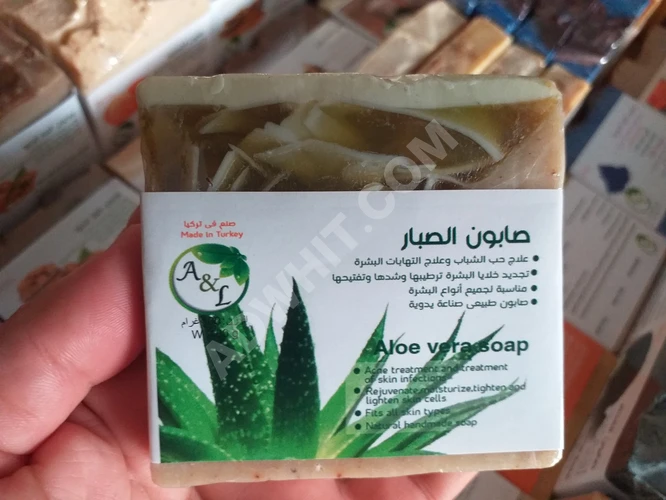 صنع في تركيا
Made in Turkey
A&L
غرام
W
صابون الصبار
علاج حب الشباب وعلاج التهابات البشرة
تجديد خلايا البشرة ترطيبها وشدها وتفتيحها
مناسبة لجميع أنواع البشرة
صابون طبيعي صناعة يدوية
Aloe vera soap
Acne treatment and treatment
of skin infection
Rejuvenate,moisturize,tighten and
lighten skin cells
Fits all skin types
Natural handmade soap
ADWHIT.COM